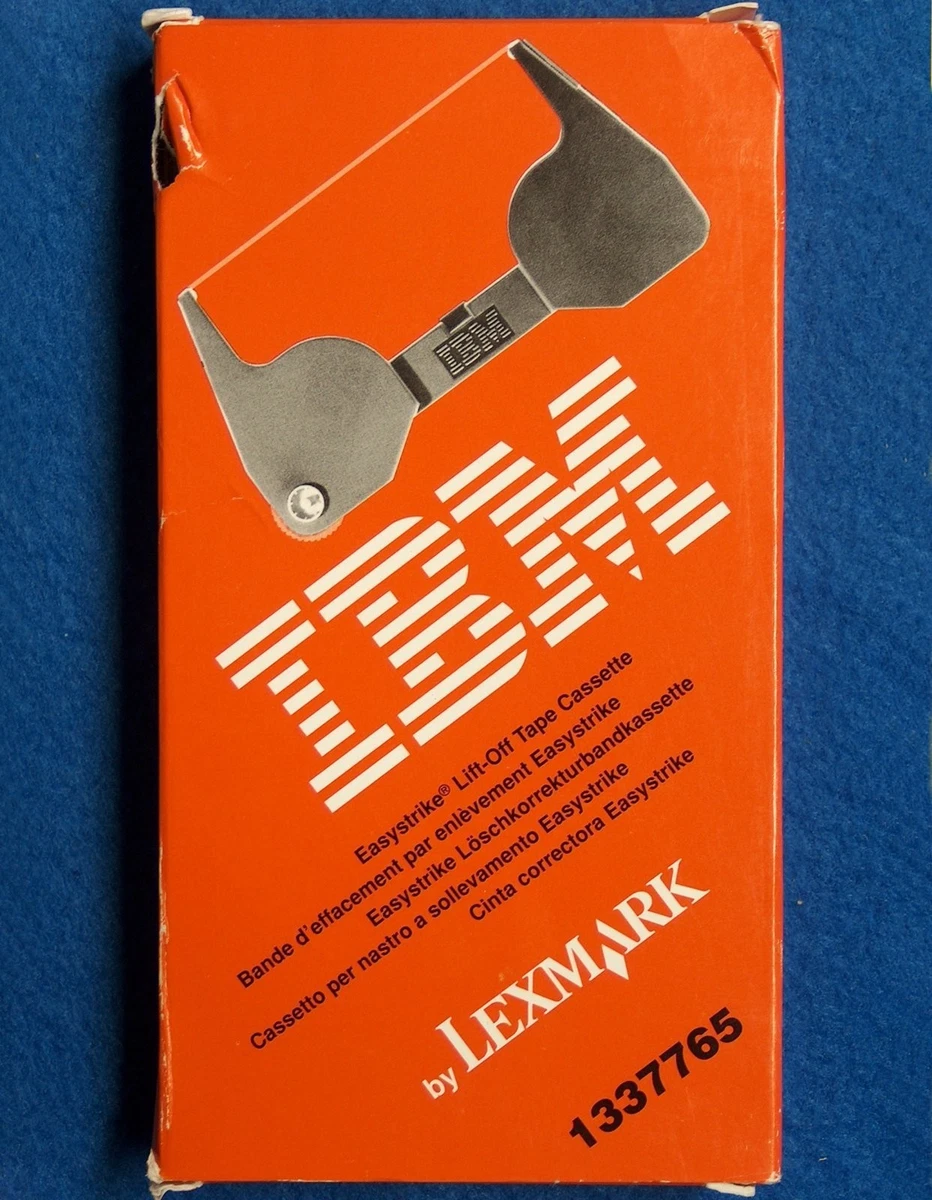 IBM
IBM
Easystrike® Lift-Off Tape Cassette
Bande d'effacement par enlèvement Easystrike
Easystrike Löschkorrekturbandkassette
Cassetto per nastro a sollevamento Easystrike
Cinta correctora Easystrike
by LEXMARK
1337765